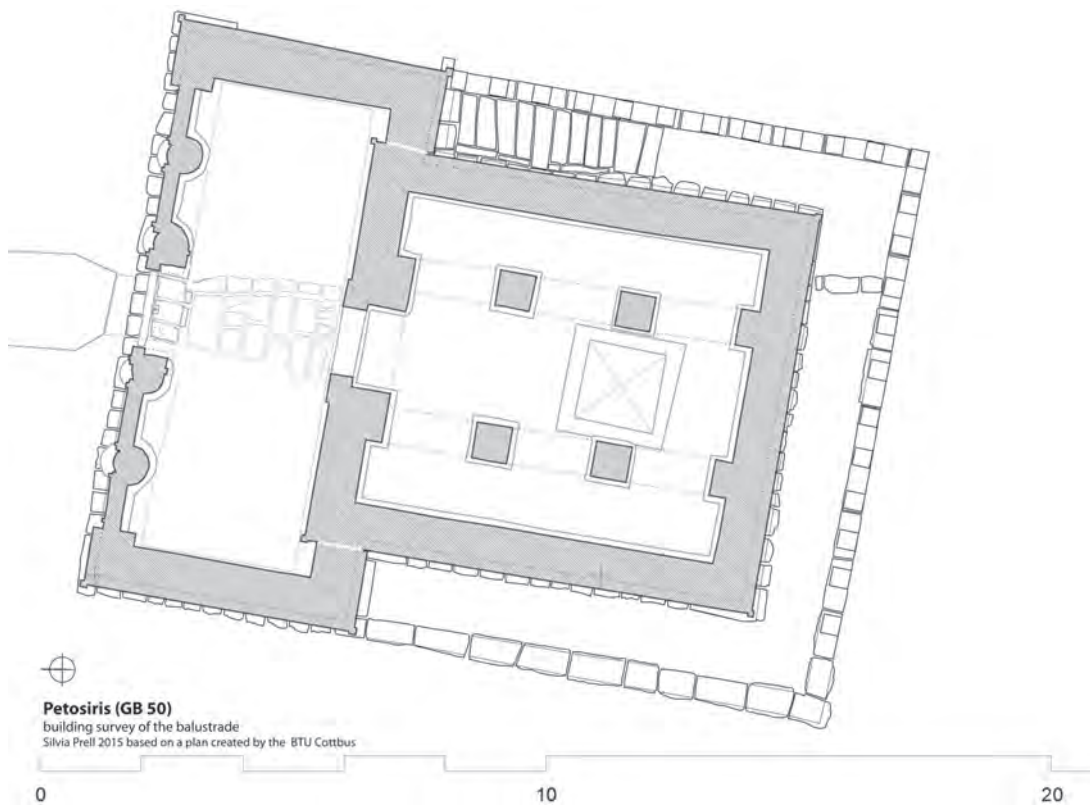 Petosiris (GB 50)
building survey of the balustrade
Silvia Prell 2015 based on a plan created by the BTU Cottbus
0 10 20